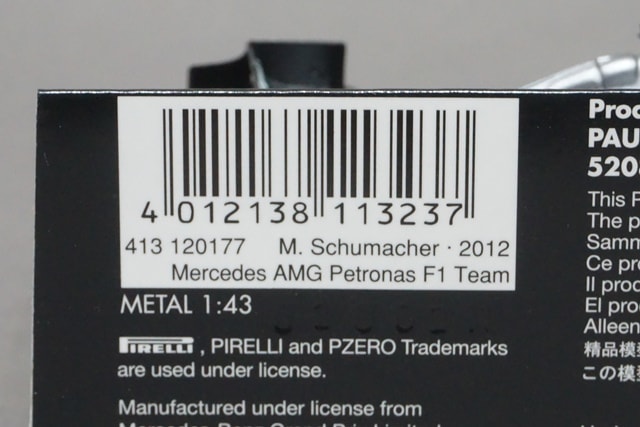 4 012138 113237
413 120177 M. Schumacher · 2012
Mercedes AMG Petronas F1 Team
METAL 1:43
PIRELLI, PIRELLI and PZERO Trademarks
are used under license.
Manufactured under license from
Proc
PAU
520
This P
The p
Samm
Ce pro
Il prod
El prod
Alleen
精品模
この模